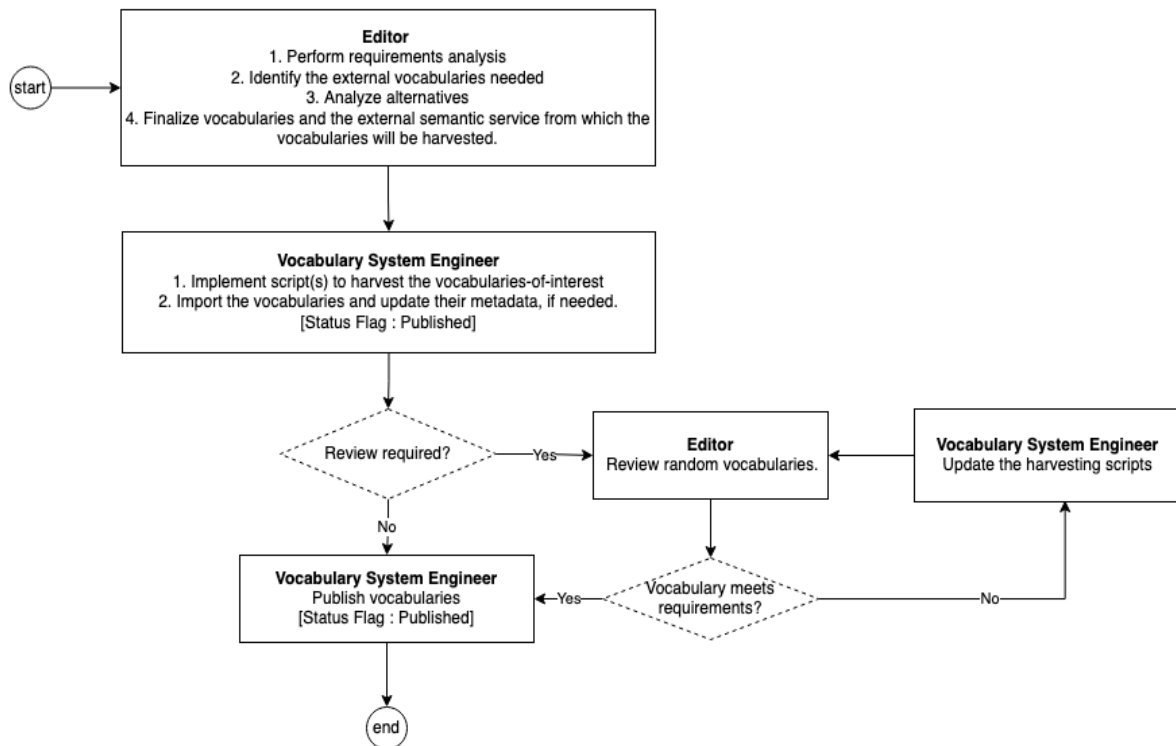 Editor
1. Perform requirements analysis
start
2. Identify the external vocabularies needed
3. Analyze alternatives
4. Finalize vocabularies and the external semantic service from which the
vocabularies will be harvested.
Vocabulary System Engineer
1. Implement script(s) to harvest the vocabularies-of-interest
2. Import the vocabularies and update their metadata, if needed.
[Status Flag : Published]
Review required?
Yes
Editor
Review random vocabularies.
Vocabulary System Engineer
Update the harvesting scripts
No
Vocabulary System Engineer
Publish vocabularies
[Status Flag : Published]
Yes
Vocabulary meets
requirements?
No
end